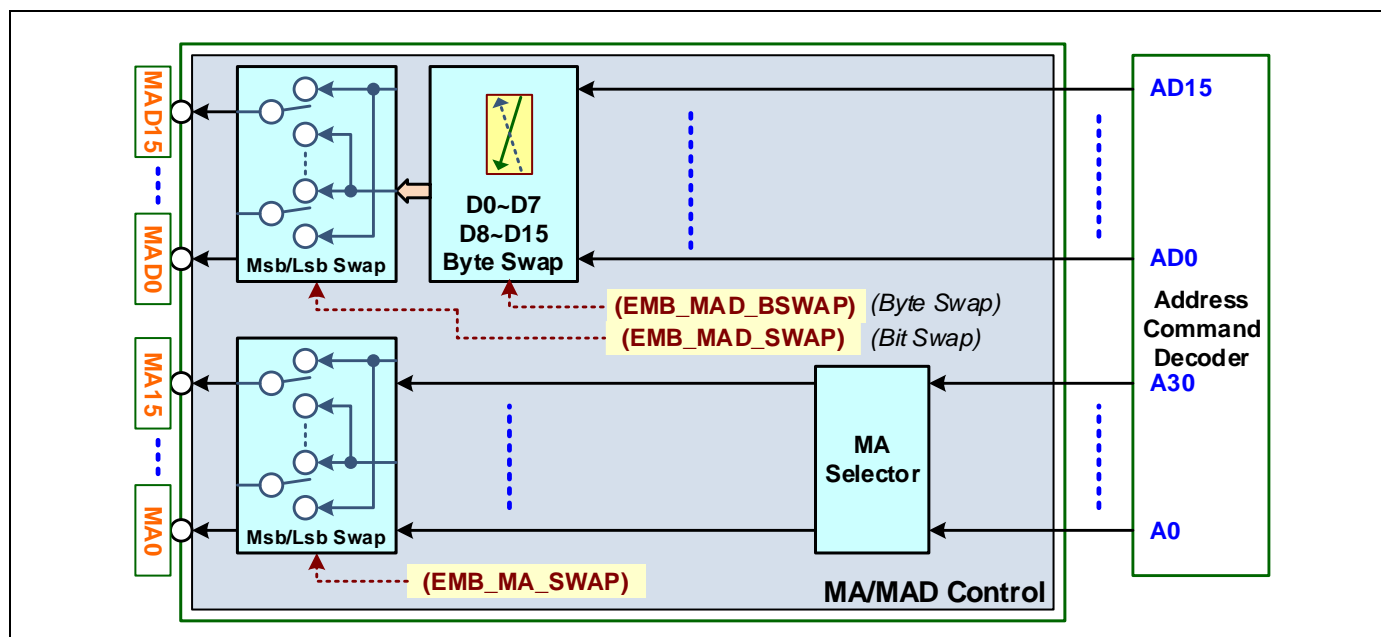 MAD15
MAD0
MA15
MA0
Msb/Lsb Swap
D0~D7
D8~D15
Byte Swap
(EMB_MAD_BSWAP) (Byte Swap)
(EMB_MAD_SWAP) (Bit Swap)
Msb/Lsb Swap
(EMB_MA_SWAP)
MA
Selector
MA/MAD Control
AD15
AD0
Address
Command
Decoder
A30
A0